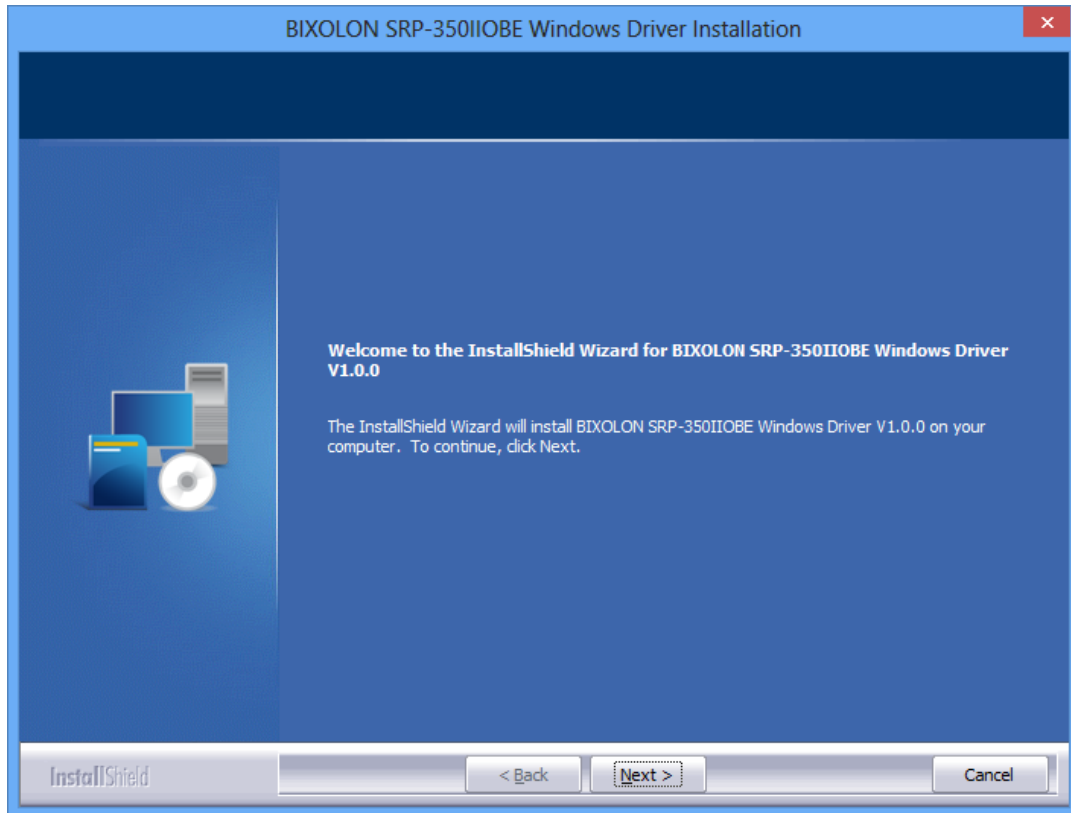 BIXOLON SRP-350IIOBE Windows Driver Installation
Welcome to the InstallShield Wizard for BIXOLON SRP-350IIOBE Windows Driver
V1.0.0
The InstallShield Wizard will install BIXOLON SRP-350IIOBE Windows Driver V1.0.0 on your
computer.  To continue, click Next.
InstallShield
< Back
Next >
Cancel